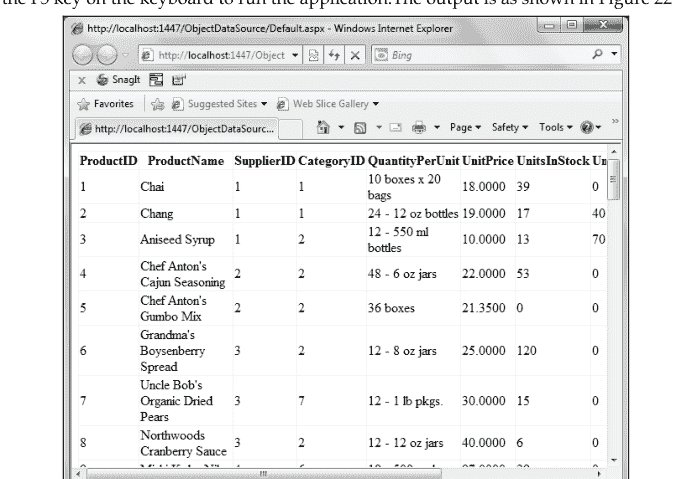 the F5 key on the keyboard to run the application.The output is as shown in Figure 22
http://localhost:1447/ObjectDataSource/Default.aspx - Windows Internet Explorer
http://localhost:1447/Object
Bing
x SnagIt
Favorites Suggested Sites Web Slice Gallery
http://localhost:1447/ObjectDataSourc...
Page Safety Tools
ProductID ProductName SupplierID CategoryID QuantityPerUnit UnitPrice UnitsInStock Un
1 Chai 1 1 10 boxes x 20 bags 18.0000 39 0
2 Chang 1 1 24 - 12 oz bottles 19.0000 17 40
3 Aniseed Syrup 1 2 12 - 550 ml bottles 10.0000 13 70
4 Chef Anton's Cajun Seasoning 2 2 48 - 6 oz jars 22.0000 53 0
5 Chef Anton's Gumbo Mix 2 2 36 boxes 21.3500 0 0
6 Grandma's Boysenberry Spread 3 2 12 - 8 oz jars 25.0000 120 0
7 Uncle Bob's Organic Dried Pears 3 7 12 - 1 lb pkgs. 30.0000 15 0
8 Northwoods Cranberry Sauce 3 2 12 - 12 oz jars 40.0000 6 0